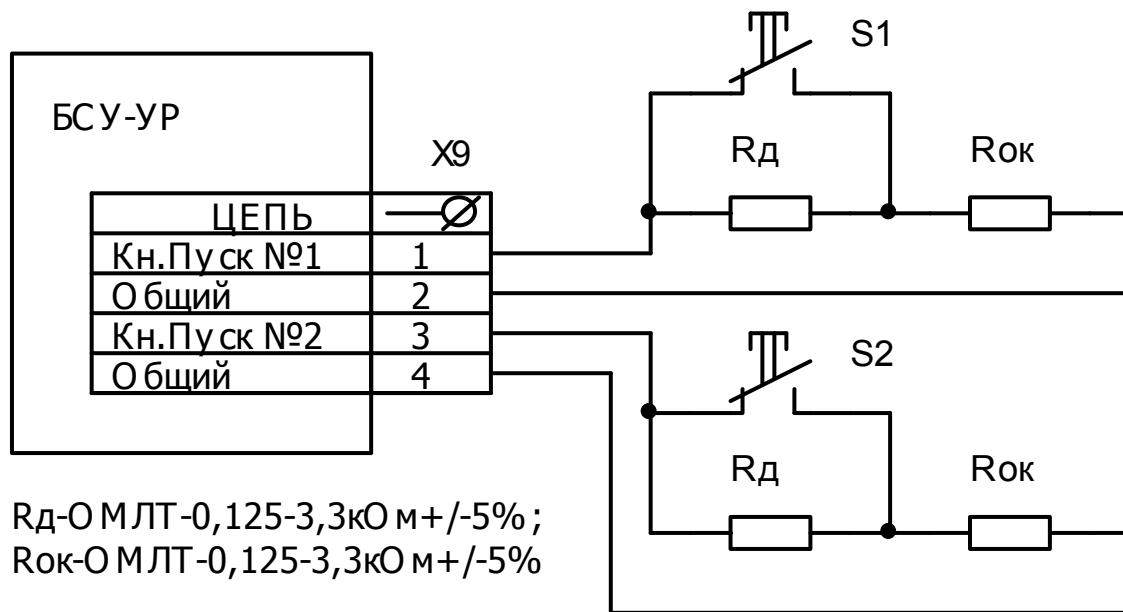 S1
БСУ-УР
X9
Rд Rок
ЦЕПЬ
Кн.Пуск №1 1
Общий 2
Кн.Пуск №2 3
Общий 4
S2
Rд Rок
Rд-ОМЛТ-0,125-3,3кОм+/-5%;
Rок-ОМЛТ-0,125-3,3кОм+/-5%